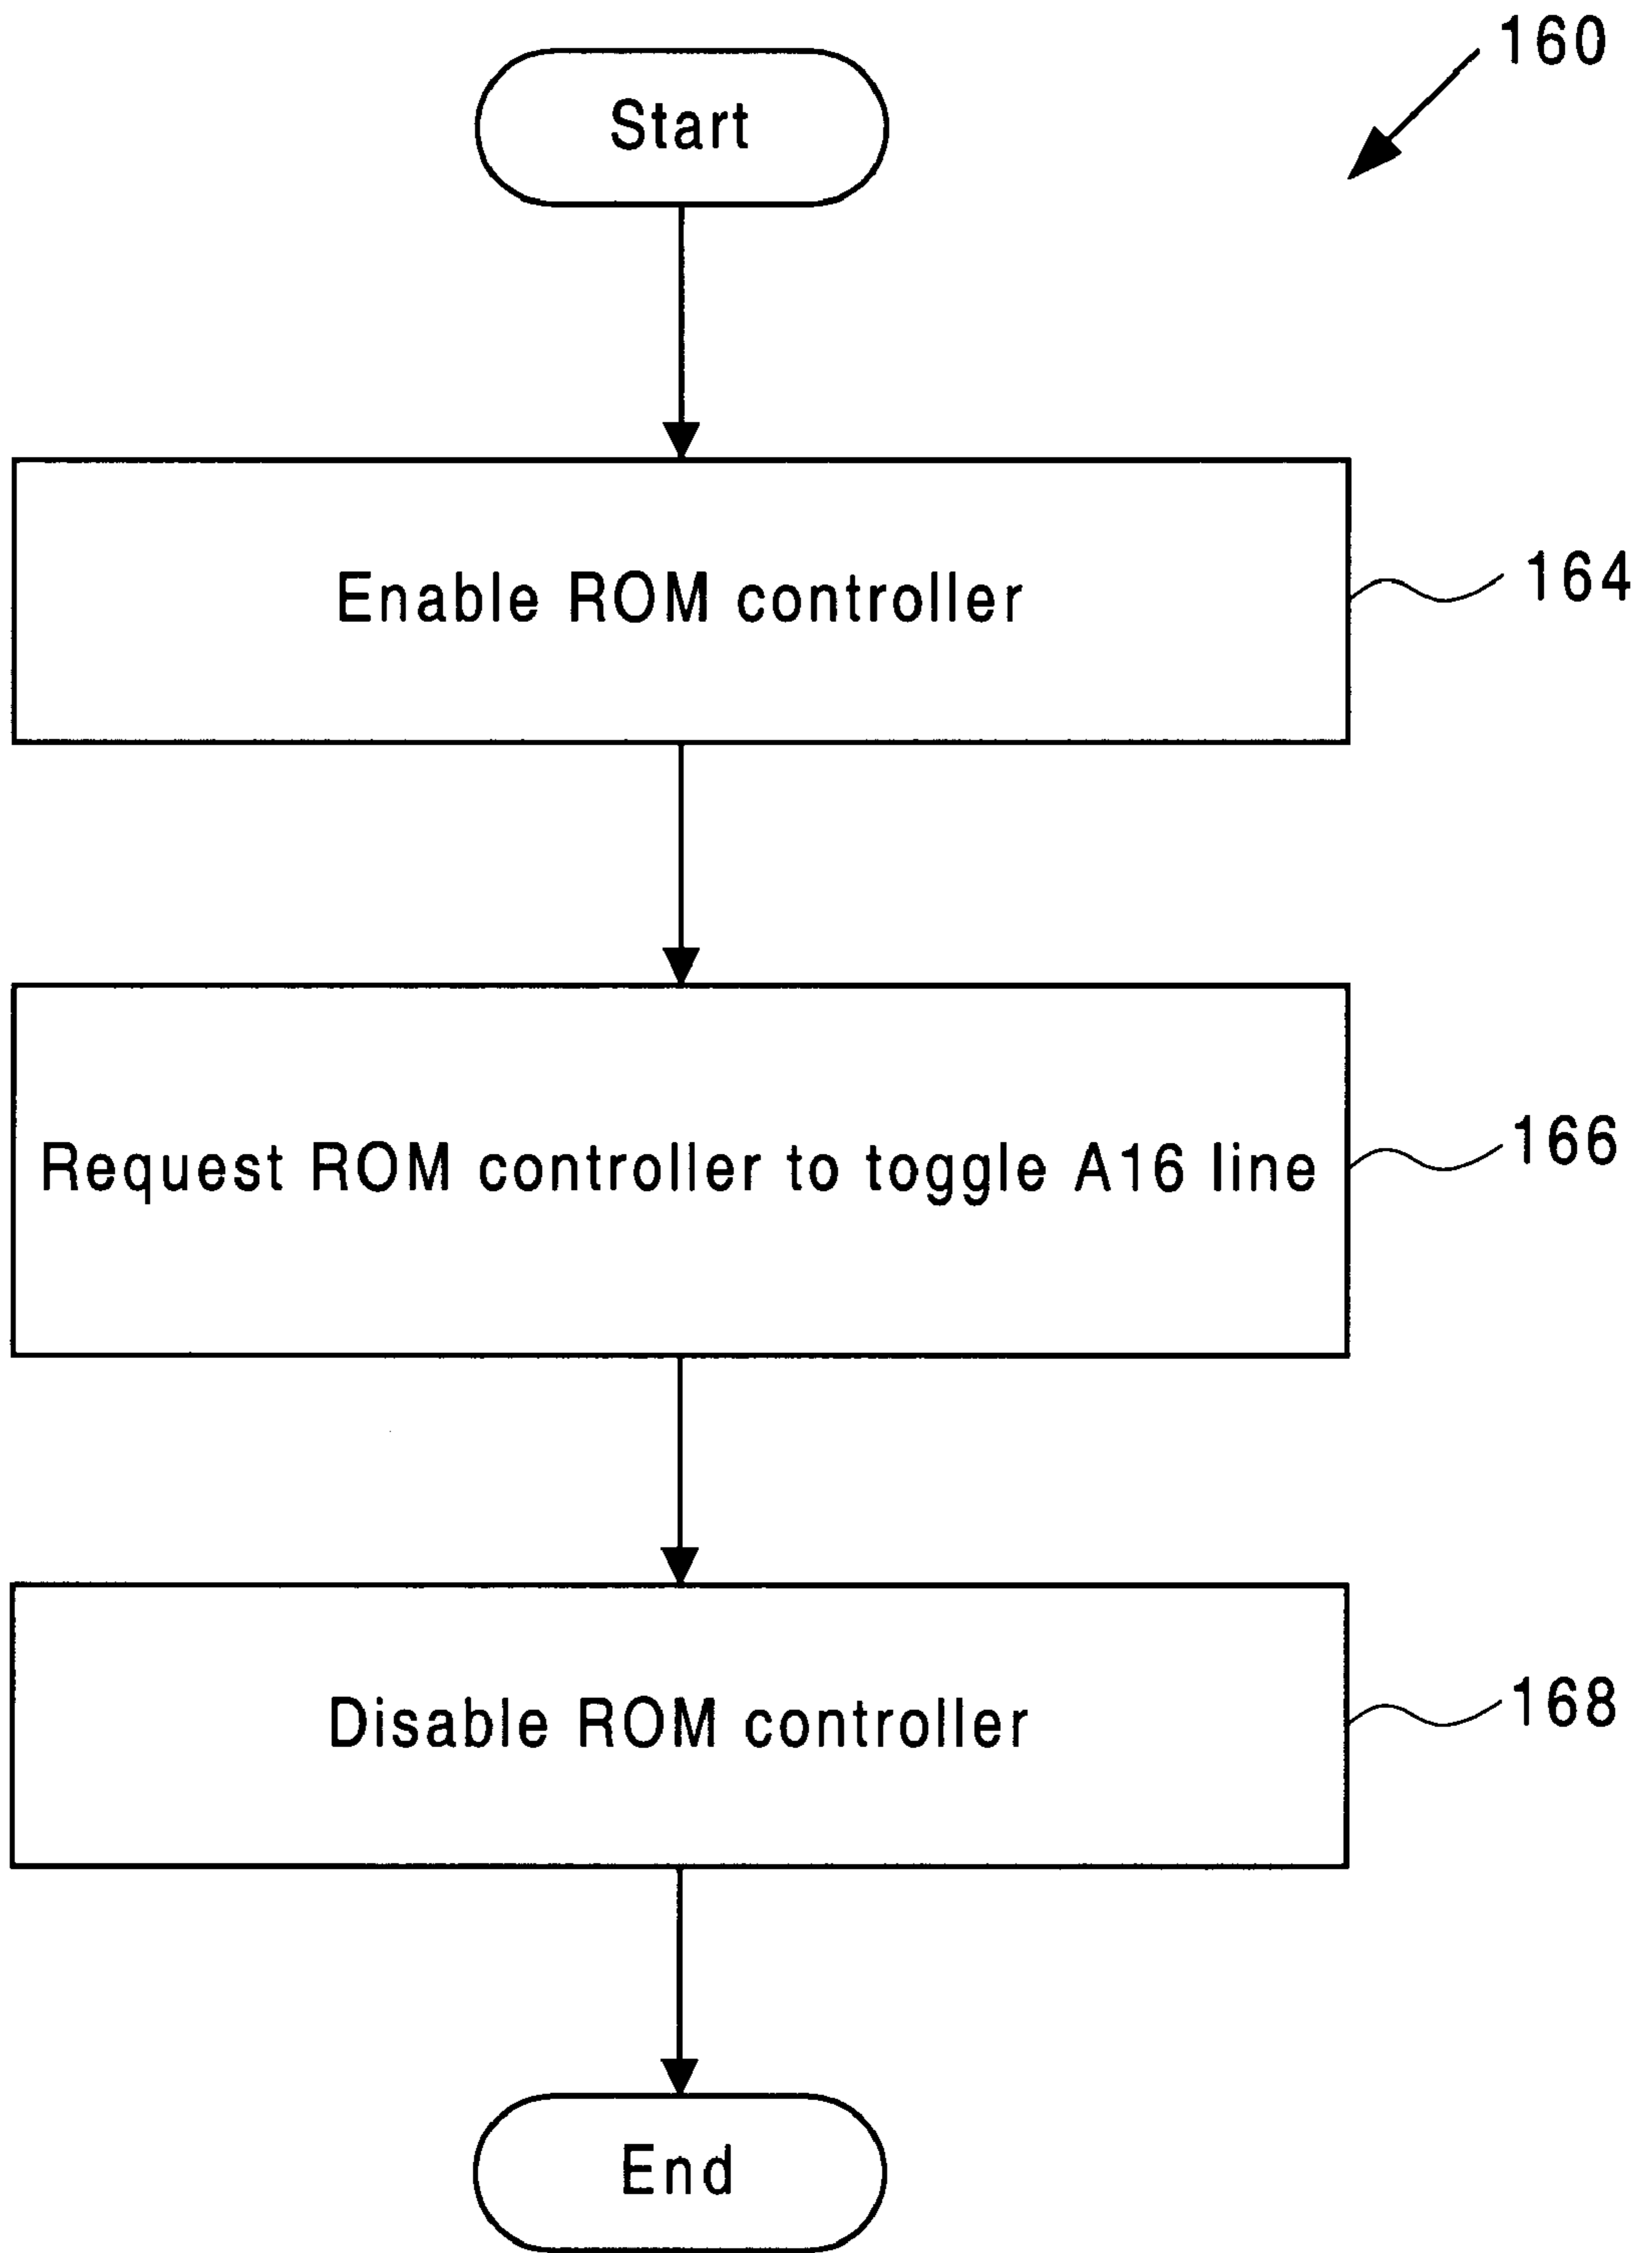 160
Start
Enable ROM controller
164
Request ROM controller to toggle A16 line
166
Disable ROM controller
168
End